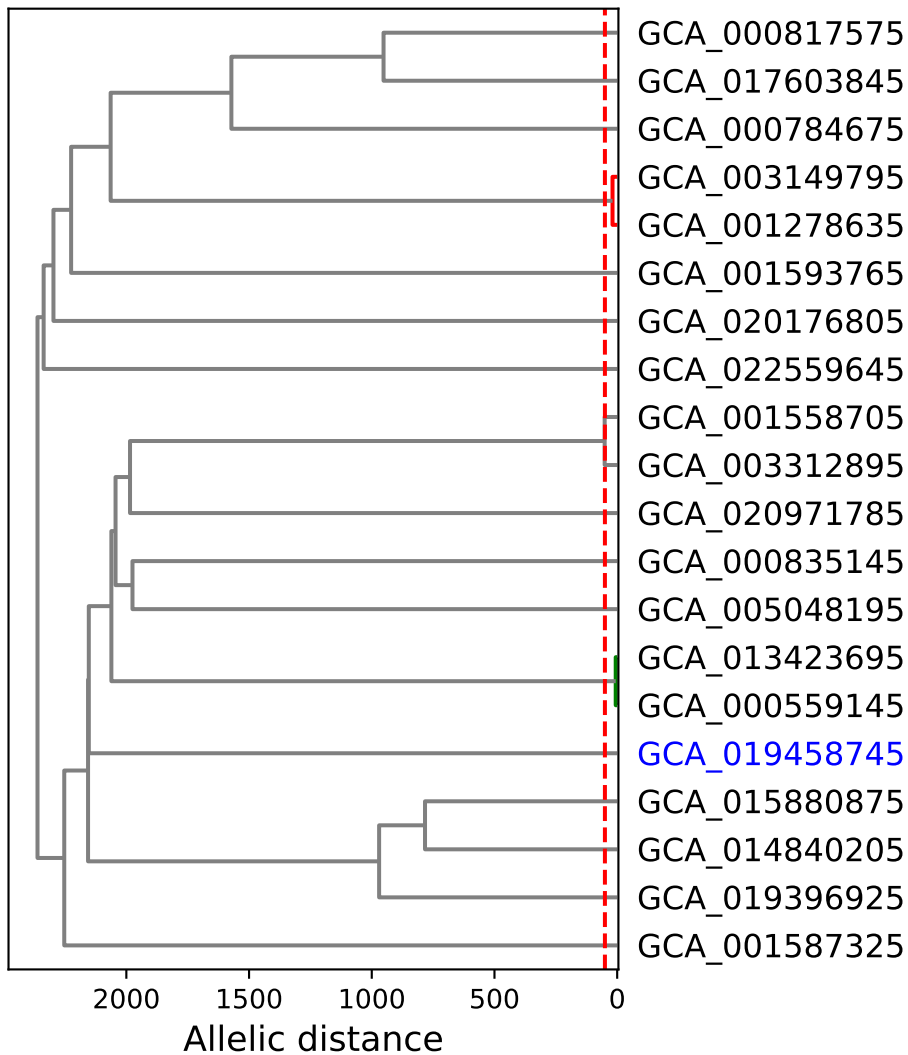 GCA_000817575
GCA_017603845
GCA_000784675
GCA_003149795
GCA_001278635
GCA_001593765
GCA_020176805
GCA_022559645
GCA_001558705
GCA_003312895
GCA_020971785
GCA_000835145
GCA_005048195
GCA_013423695
GCA_000559145
GCA_019458745
GCA_015880875
GCA_014840205
GCA_019396925
GCA_001587325
2000 1500 1000 500 0
Allelic distance